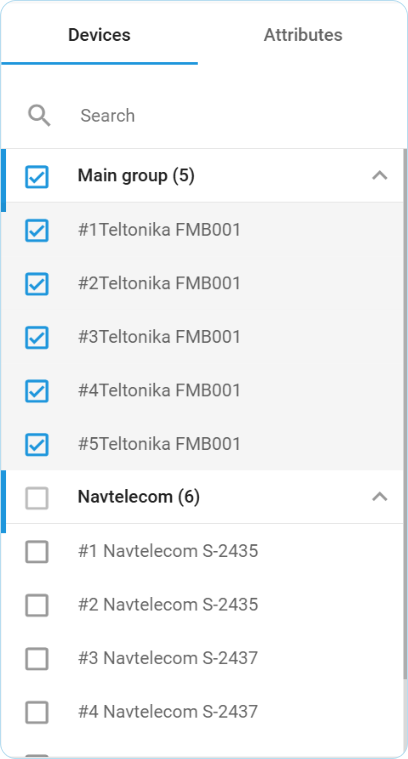 Devices
Attributes
Search
Main group (5)
#1Teltonika FMB001
#2Teltonika FMB001
#3Teltonika FMB001
#4Teltonika FMB001
#5Teltonika FMB001
Navtelecom (6)
#1 Navtelecom S-2435
#2 Navtelecom S-2435
#3 Navtelecom S-2437
#4 Navtelecom S-2437